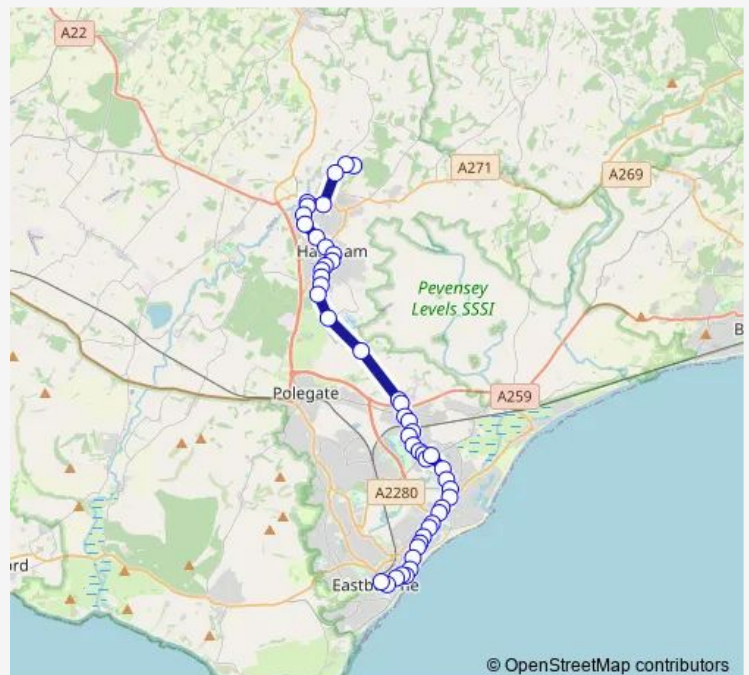 A22
A271
A269
Pevensey
Levels SSSI
Polegate
A259
A2280
© OpenStreetMap contributors